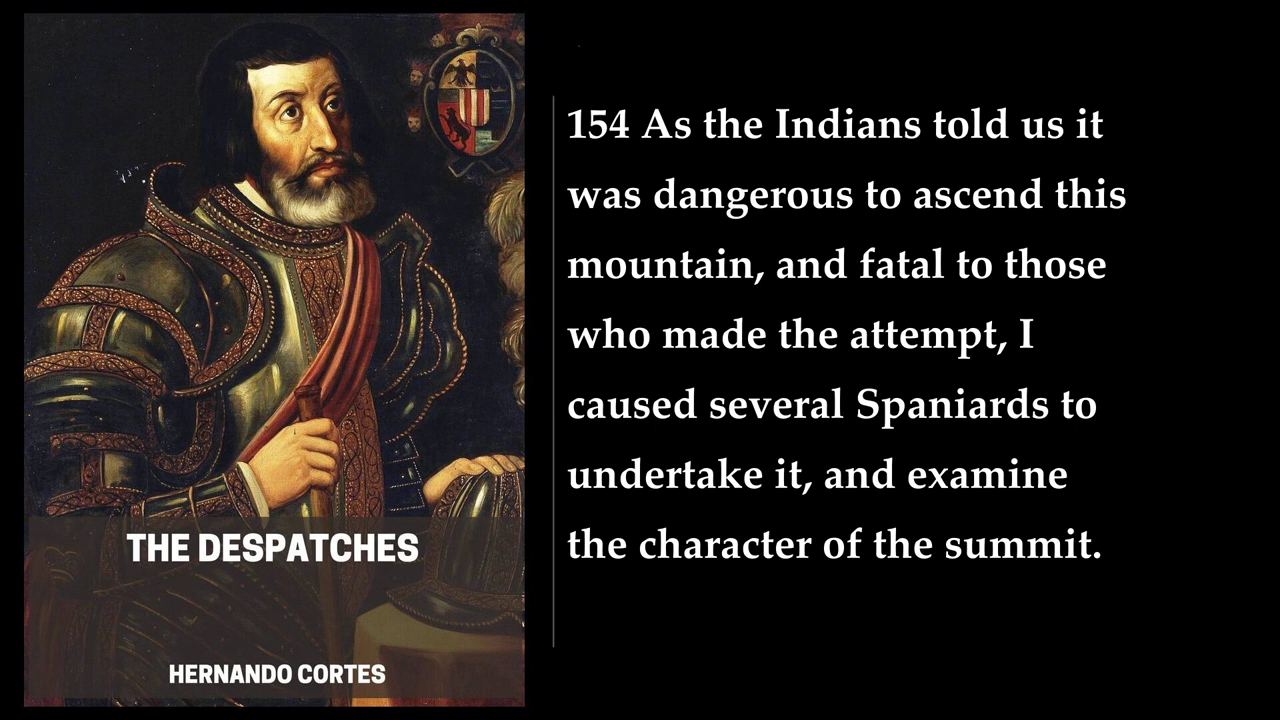 THE DESPATCHES
HERNANDO CORTES
154 As the Indians told us it
was dangerous to ascend this
mountain, and fatal to those
who made the attempt, I
caused several Spaniards to
undertake it, and examine
the character of the summit.